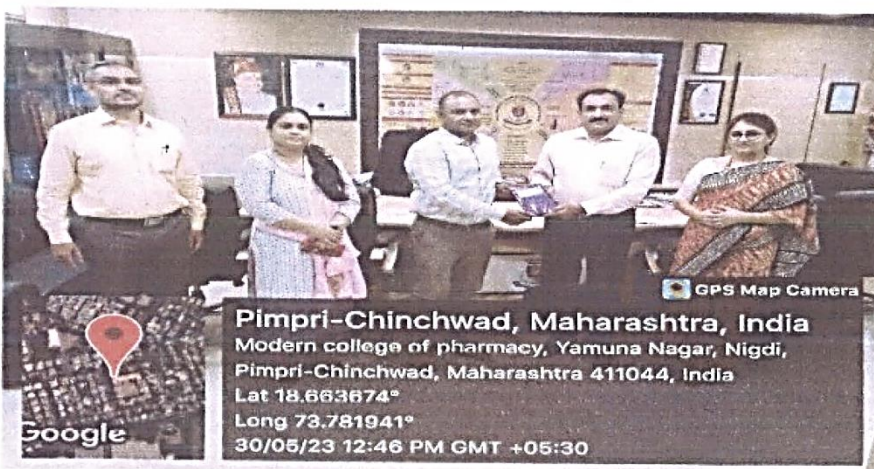 GPS Map Camera
Pimpri-Chinchwad, Maharashtra, India
Modern college of pharmacy, Yamuna Nagar, Nigdi,
Pimpri-Chinchwad, Maharashtra 411044, India
Lat 18.663674°
Long 73.781941°
30/05/23 12:46 PM GMT +05:30
Google